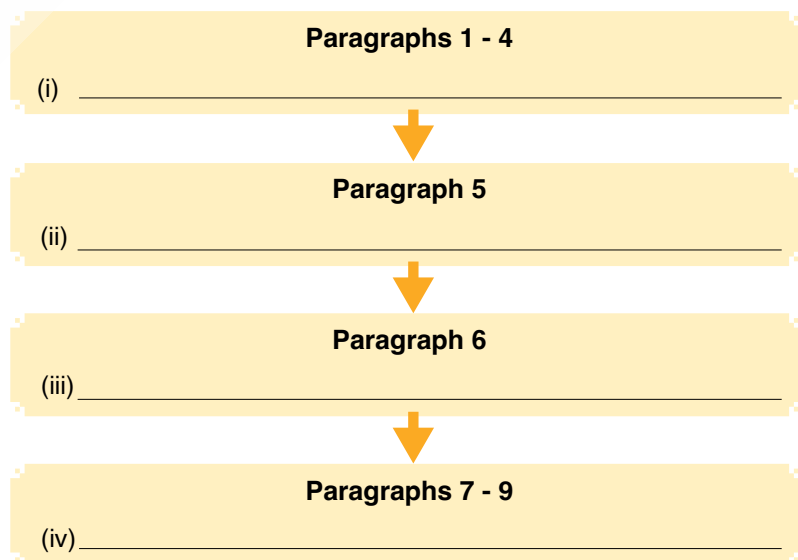 Paragraphs 1 - 4
(i)
Paragraph 5
(ii)
Paragraph 6
(iii)
Paragraphs 7 - 9
(iv)